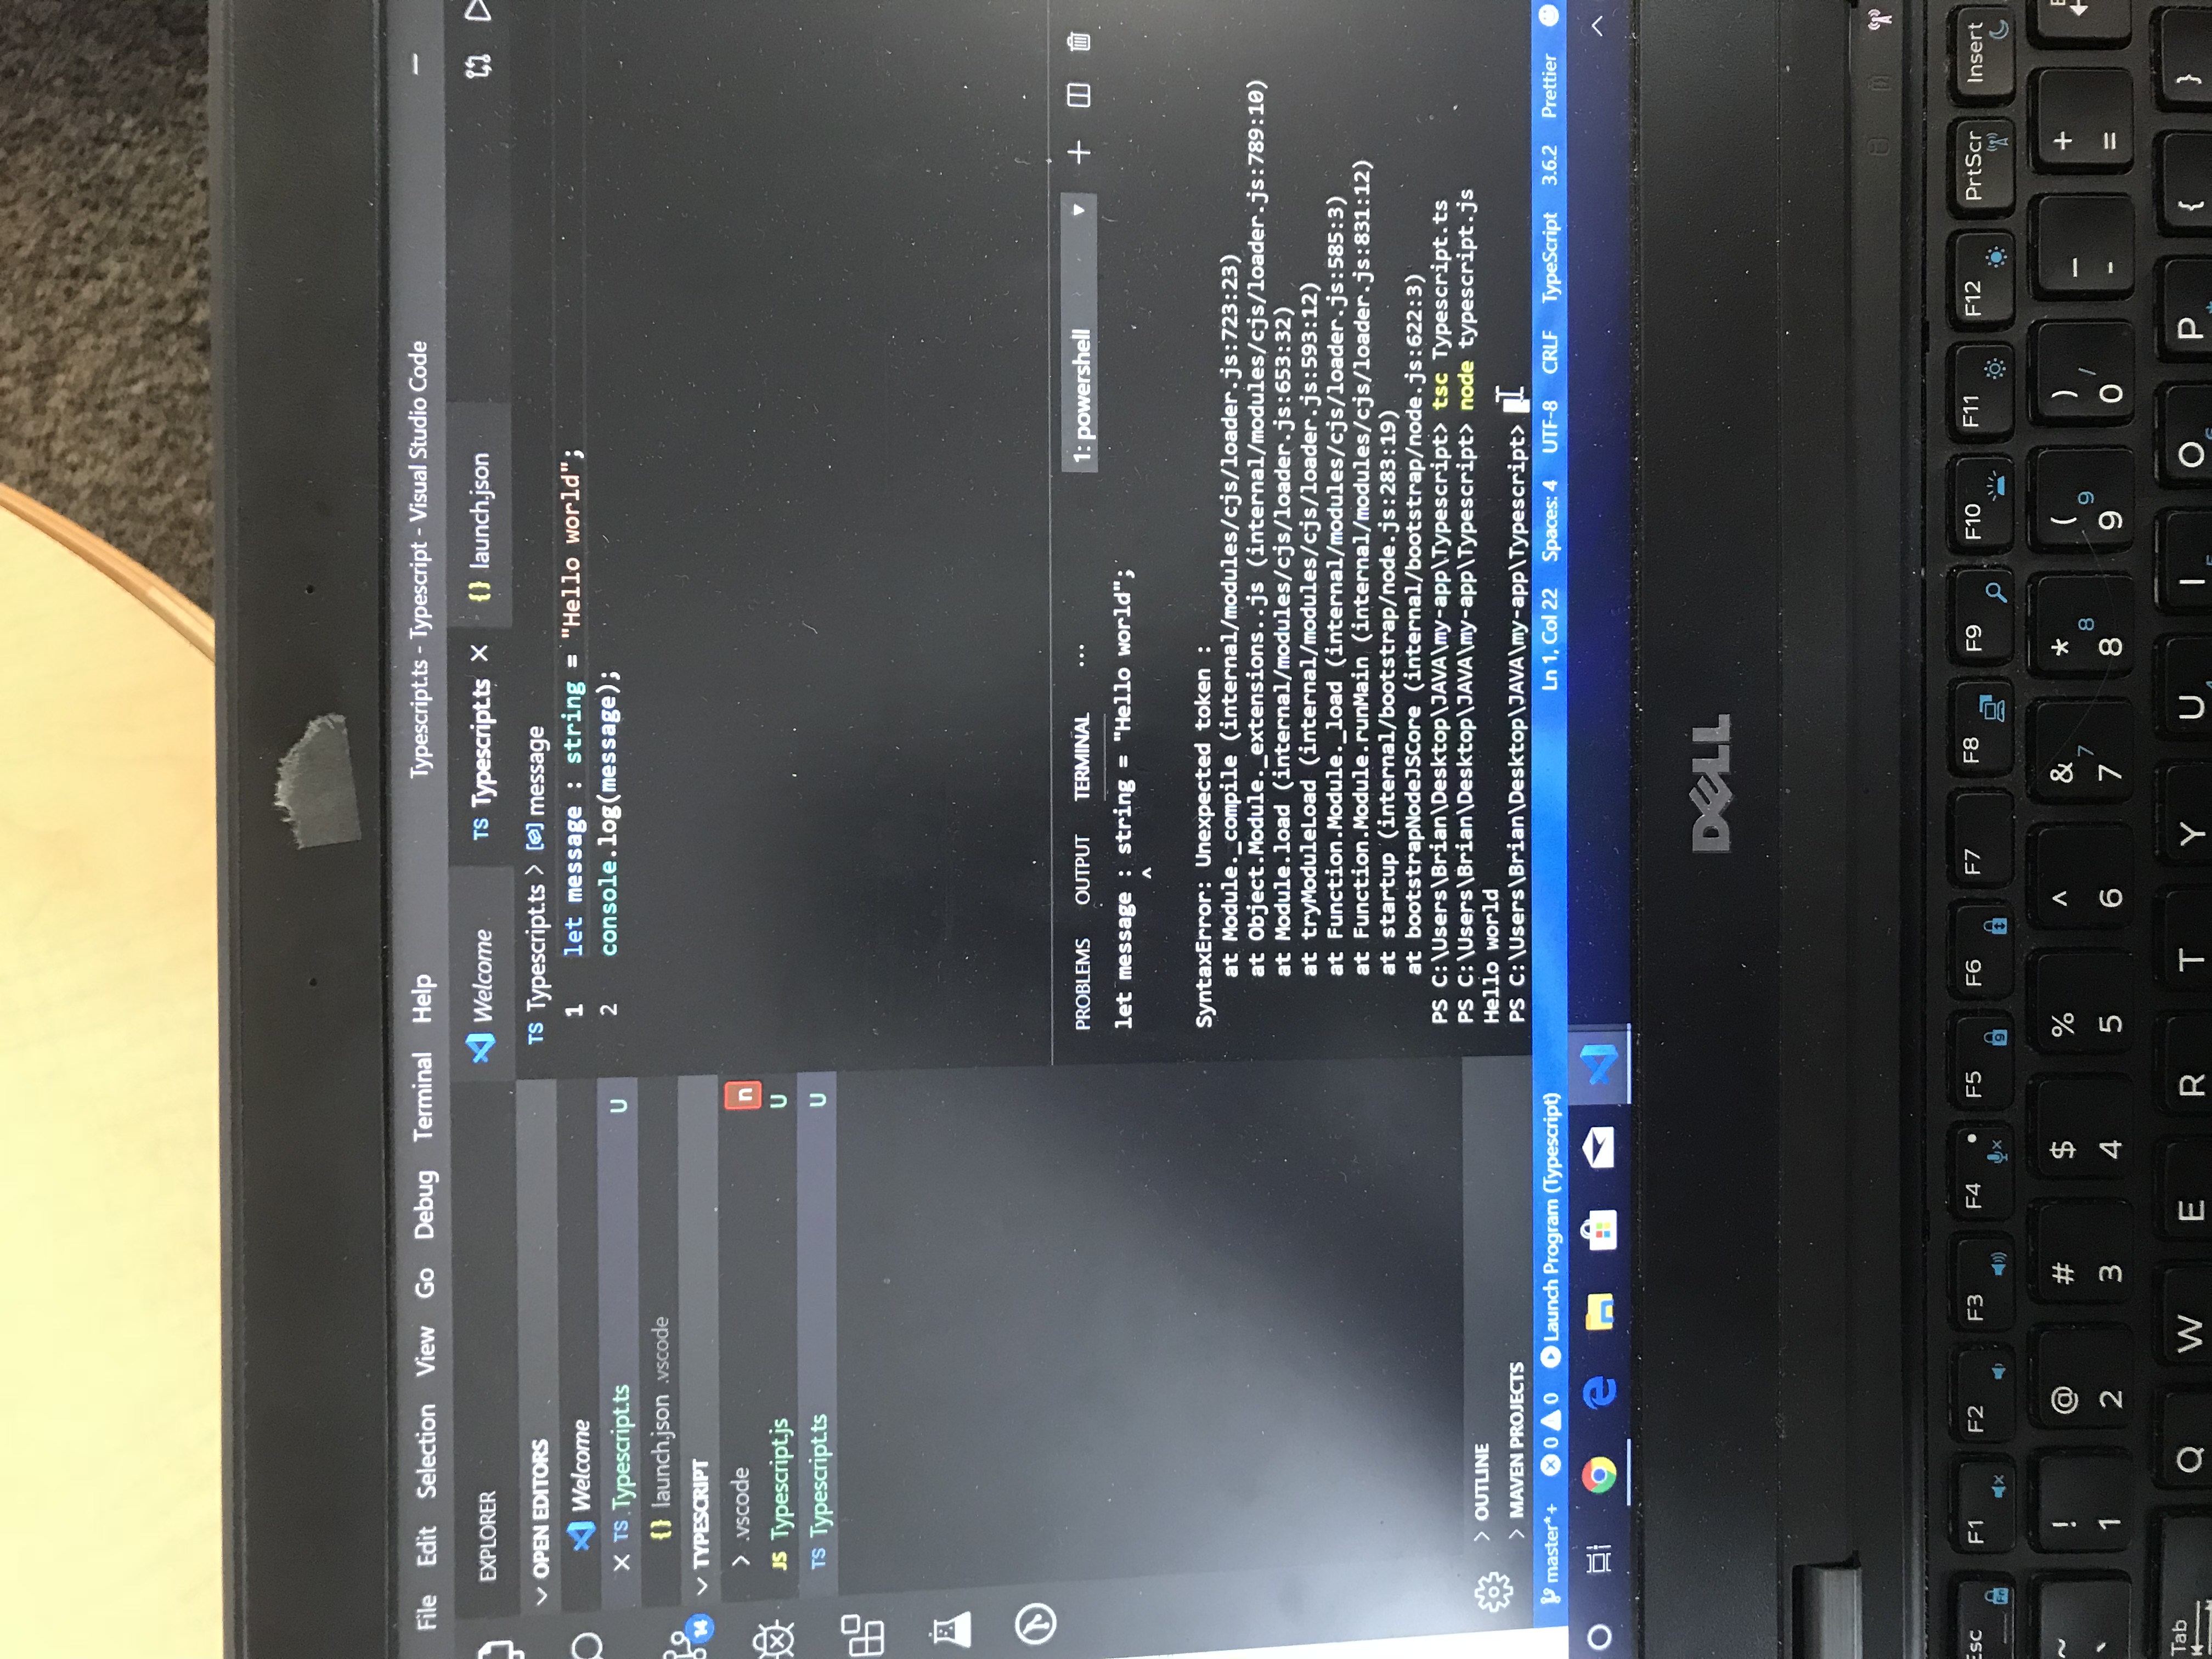 File Edit Selection View Go Debug Terminal Help Typescript.ts - Typescript - Visual Studio Code
EXPLORER
OPEN EDITORS
Welcome
TS Typescript.ts U
{} launch.json .vscode
14
TYPESCRIPT
.vscode n
JS Typescript.js U
TS Typescript.ts U
OUTLINE
MAVEN PROJECTS
Welcome TS Typescript.ts {} launch.json
TS Typescript.ts > message
1 let message : string = "Hello world";
2 console.log(message);
PROBLEMS OUTPUT TERMINAL ... 1: powershell
let message : string = "Hello world";
^
SyntaxError: Unexpected token :
at Module._compile (internal/modules/cjs/loader.js:723:23)
at Object.Module._extensions..js (internal/modules/cjs/loader.js:789:10)
at Module.load (internal/modules/cjs/loader.js:653:32)
at tryModuleLoad (internal/modules/cjs/loader.js:593:12)
at Function.Module._load (internal/modules/cjs/loader.js:585:3)
at Function.Module.runMain (internal/modules/cjs/loader.js:831:12)
at startup (internal/bootstrap/node.js:283:19)
at bootstrapNodeJSCore (internal/bootstrap/node.js:622:3)
PS C:\Users\Brian\Desktop\JAVA\my-app\Typescript> tsc Typescript.ts
PS C:\Users\Brian\Desktop\JAVA\my-app\Typescript> node typescript.js
Hello world
PS C:\Users\Brian\Desktop\JAVA\my-app\Typescript>
master*+ 0 0 Launch Program (Typescript) Ln 1, Col 22 Spaces: 4 UTF-8 CRLF TypeScript 3.6.2 Prettier
DELL
Esc Fn F1 F2 F3 F4 F5 9 F6 F7 F8 F9 F10 F11 F12 PrtScr Insert
~ ! @ # $ % ^ & * ( ) _ +
` 1 2 3 4 5 6 7 7 8 8 9 9 0 / - =
Tab Q W E R T Y U I O P { }